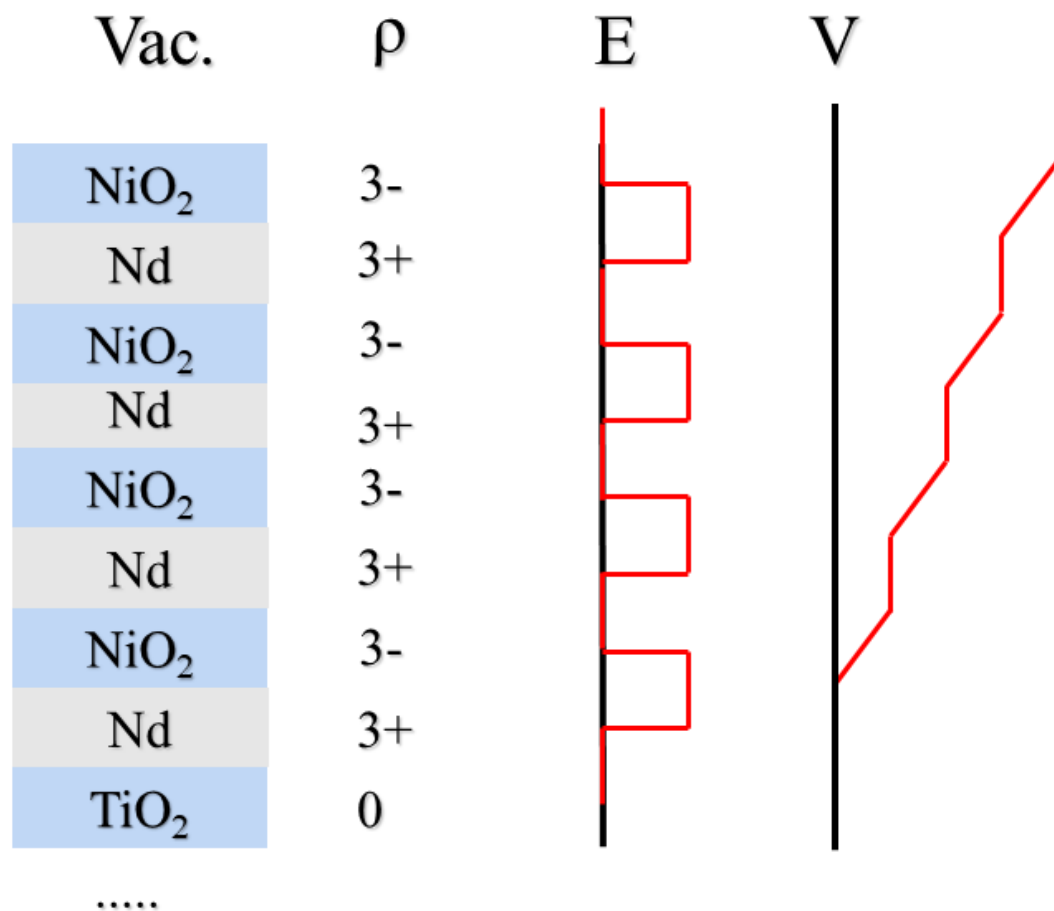 Vac. ρ E V
NiO₂ 3-
Nd 3+
NiO₂ 3-
Nd 3+
NiO₂ 3-
Nd 3+
NiO₂ 3-
Nd 3+
TiO₂ 0
.....